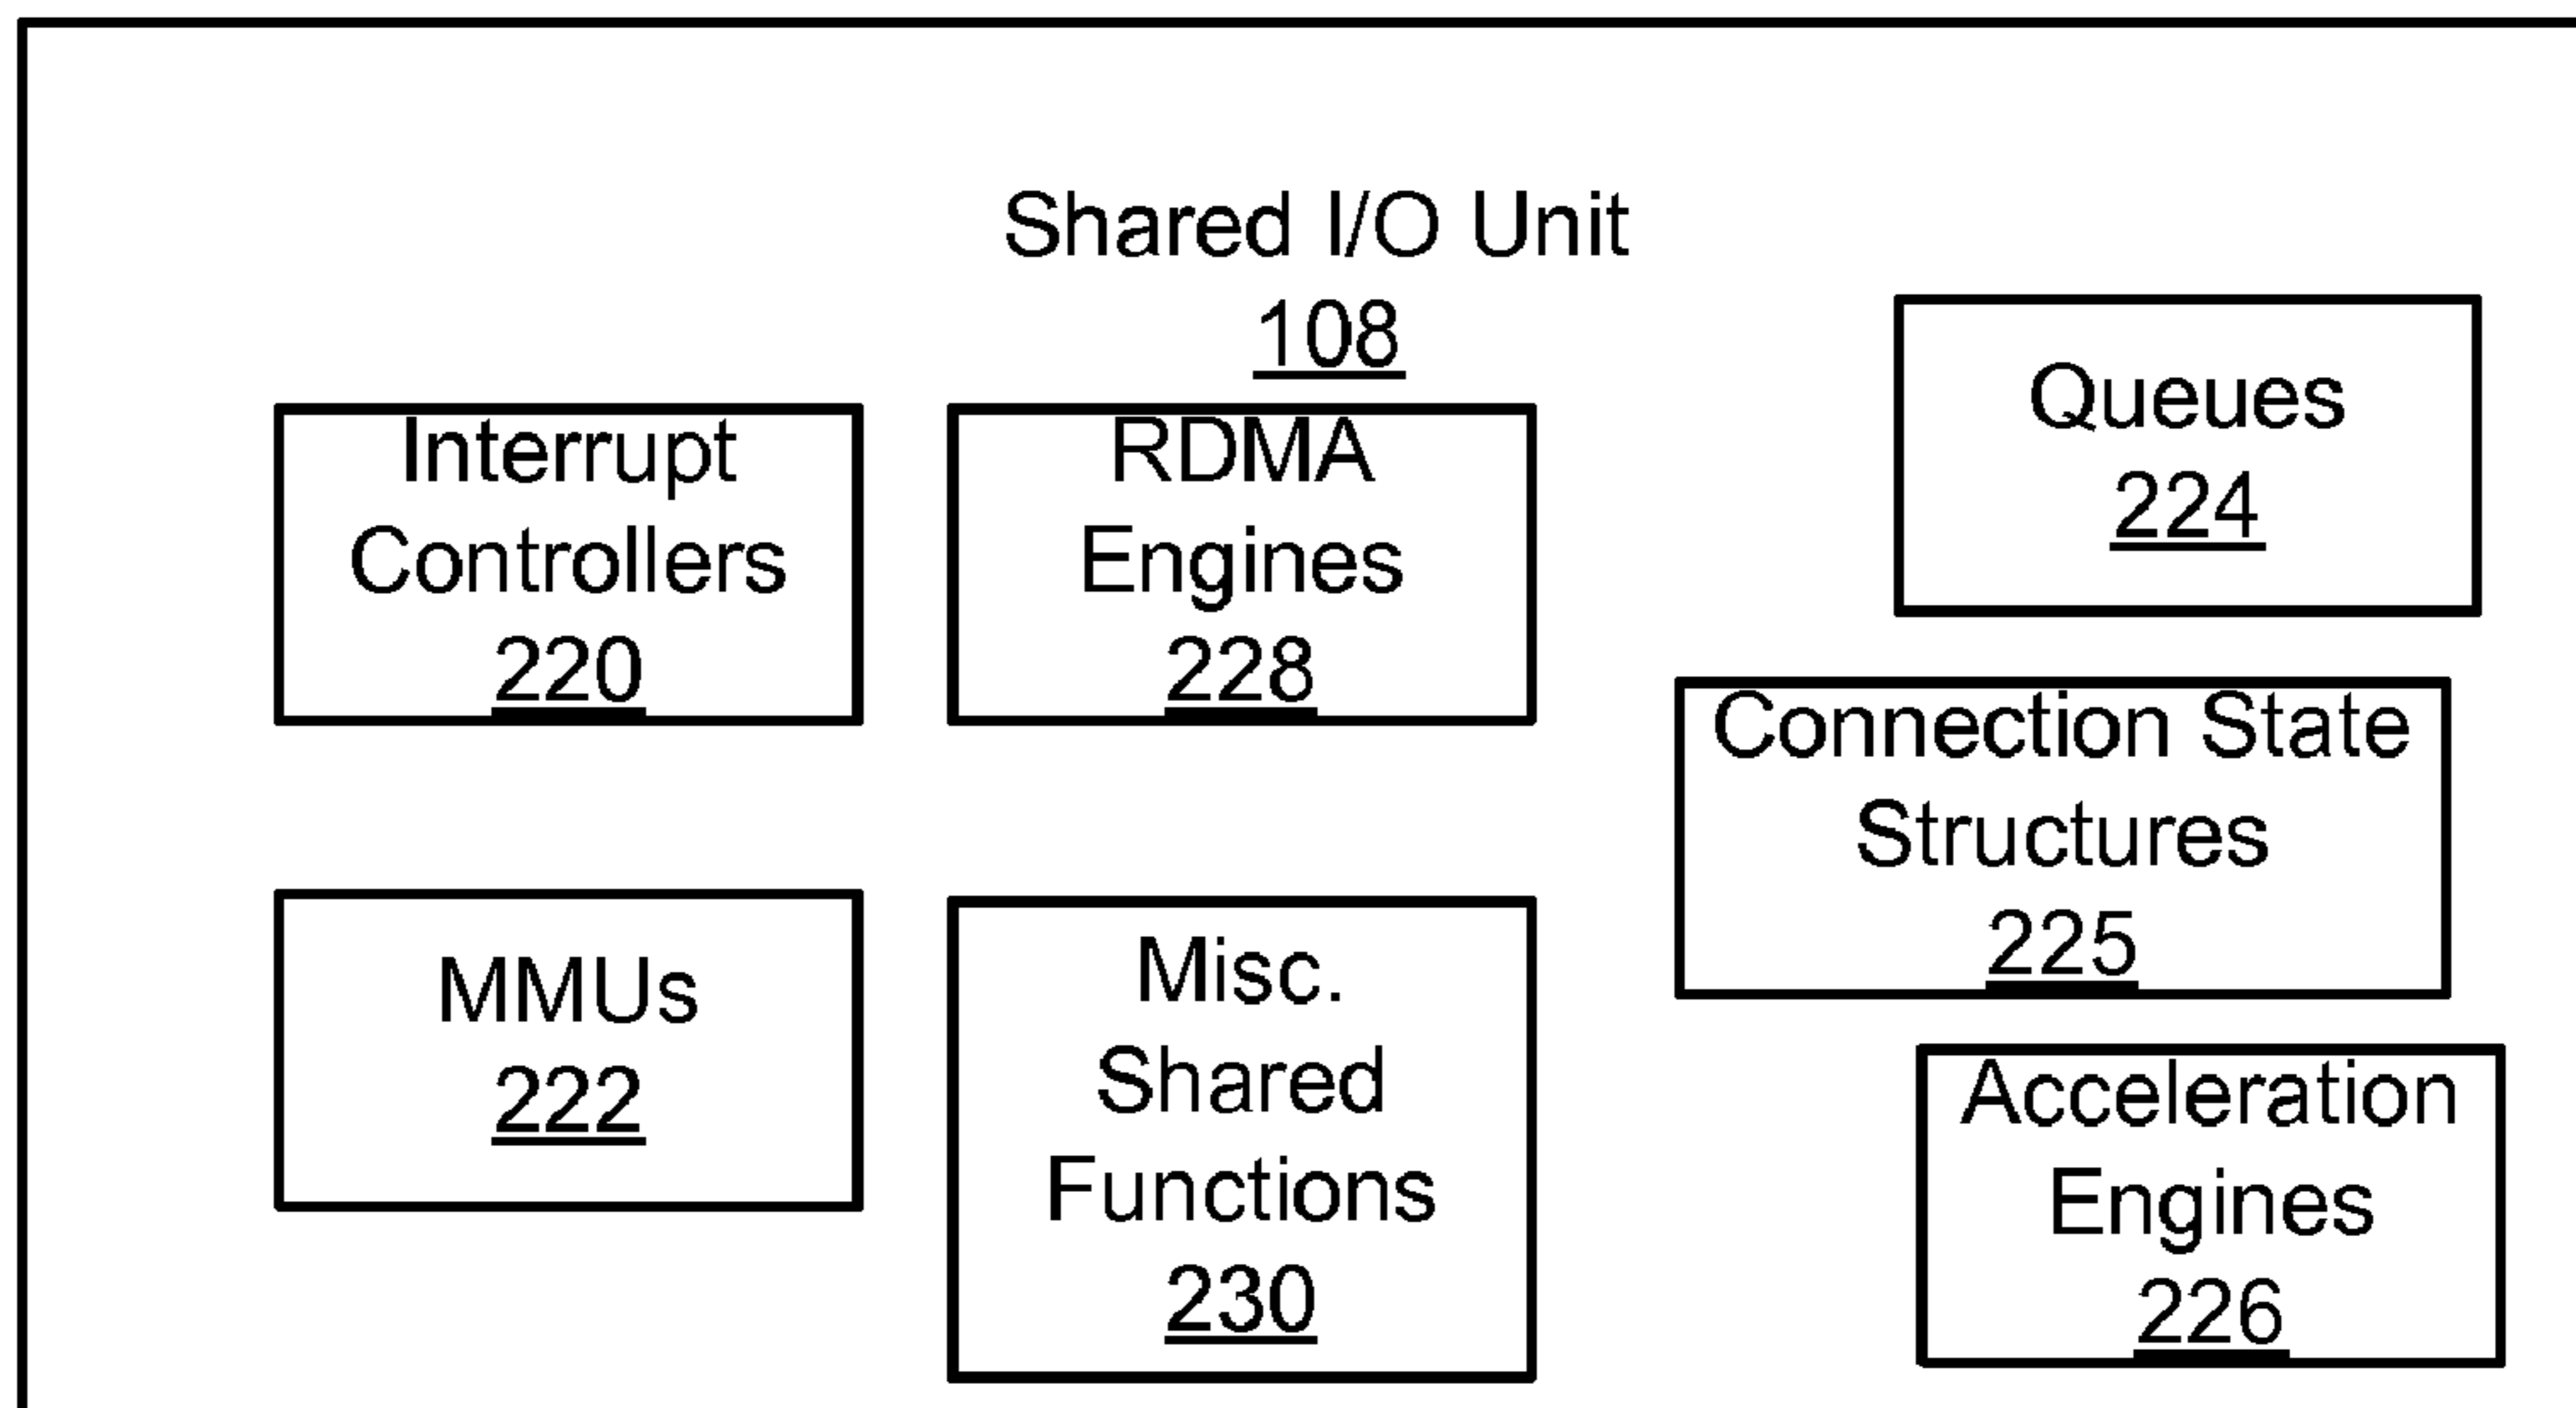 Shared I/O Unit
108
Interrupt
Controllers
220
RDMA
Engines
228
Queues
224
Connection State
Structures
225
MMUs
222
Misc.
Shared
Functions
230
Acceleration
Engines
226